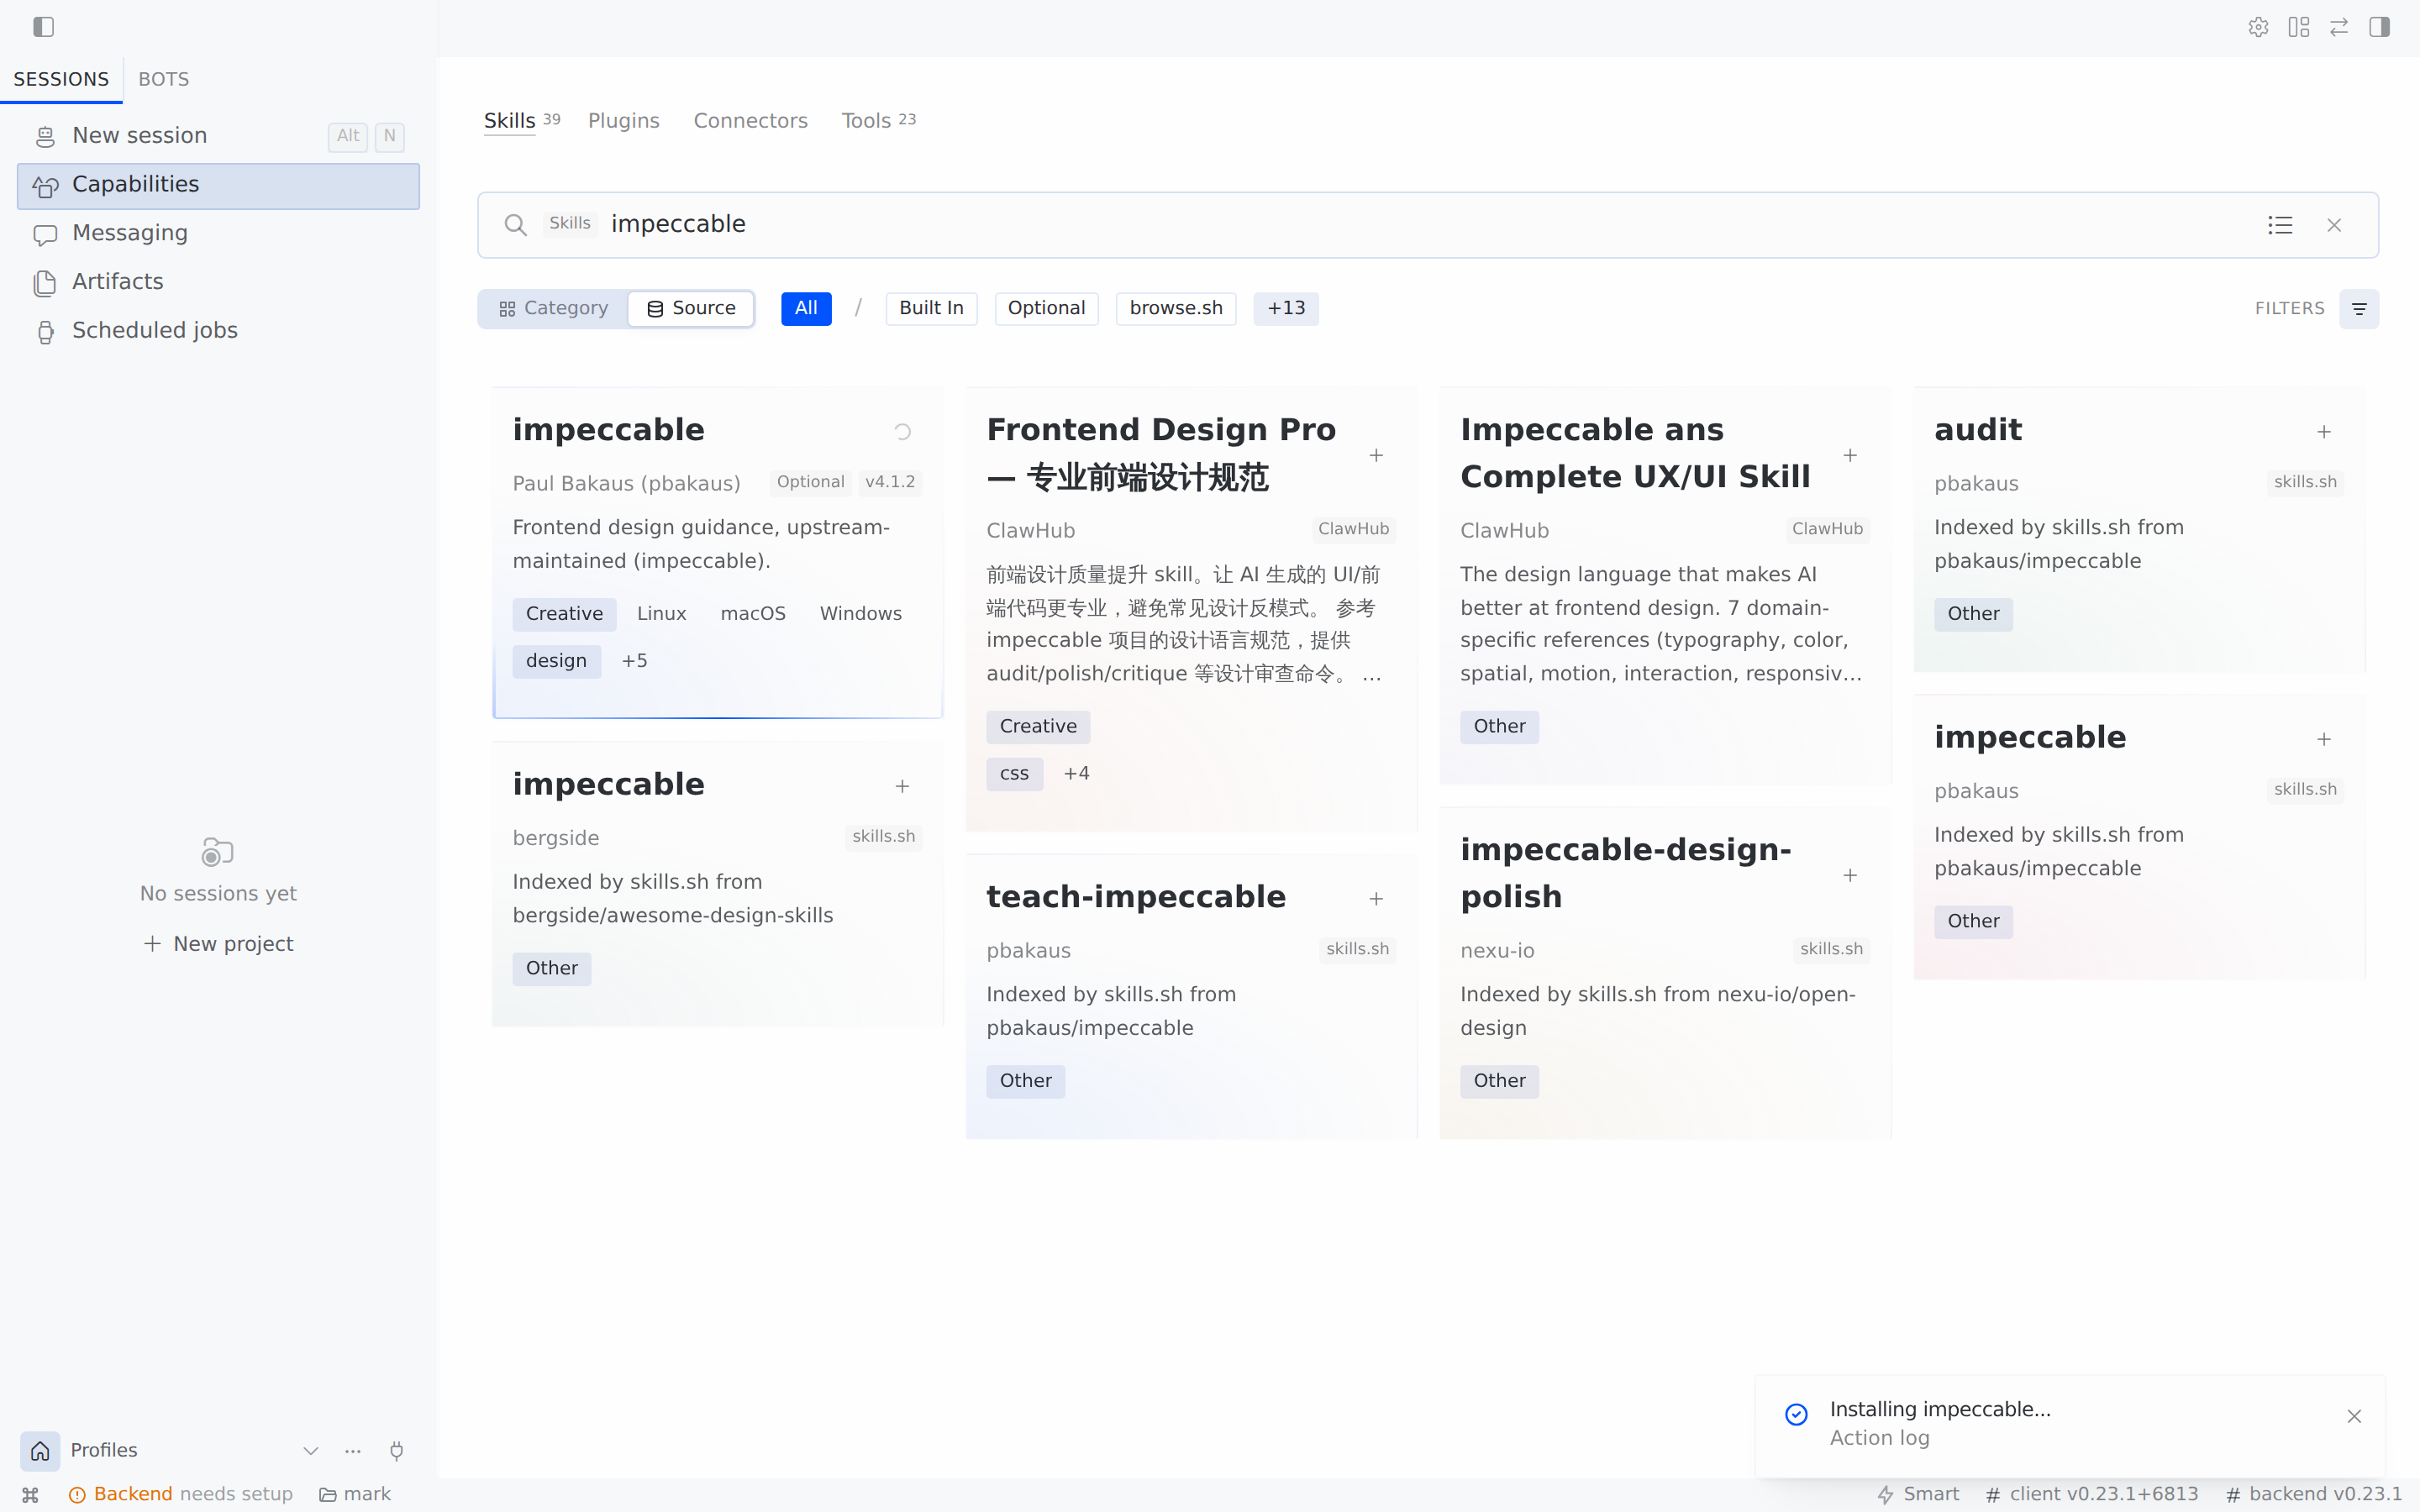 SESSIONS
BOTS
New session
Alt
N
Capabilities
Messaging
Artifacts
Scheduled jobs
No sessions yet
New project
Profiles
Backend needs setup
mark
Skills 39
Plugins
Connectors
Tools 23
Skills
impeccable
Category
Source
All
/
Built In
Optional
browse.sh
+13
FILTERS
impeccable
Paul Bakaus (pbakaus)
Optional
v4.1.2
Frontend design guidance, upstream-
maintained (impeccable).
Creative
Linux
macOS
Windows
design
+5
impeccable
bergside
skills.sh
Indexed by skills.sh from
bergside/awesome-design-skills
Other
Frontend Design Pro
— 专业前端设计规范
ClawHub
ClawHub
前端设计质量提升 skill。让 AI 生成的 UI/前
端代码更专业，避免常见设计反模式。 参考
impeccable 项目的设计语言规范，提供
audit/polish/critique 等设计审查命令。 …
Creative
css
+4
teach-impeccable
pbakaus
skills.sh
Indexed by skills.sh from
pbakaus/impeccable
Other
Impeccable ans
Complete UX/UI Skill
ClawHub
ClawHub
The design language that makes AI
better at frontend design. 7 domain-
specific references (typography, color,
spatial, motion, interaction, responsiv…
Other
impeccable-design-
polish
nexu-io
skills.sh
Indexed by skills.sh from nexu-io/open-
design
Other
audit
pbakaus
skills.sh
Indexed by skills.sh from
pbakaus/impeccable
Other
impeccable
pbakaus
skills.sh
Indexed by skills.sh from
pbakaus/impeccable
Other
Installing impeccable...
Action log
Smart
# client v0.23.1+6813
# backend v0.23.1